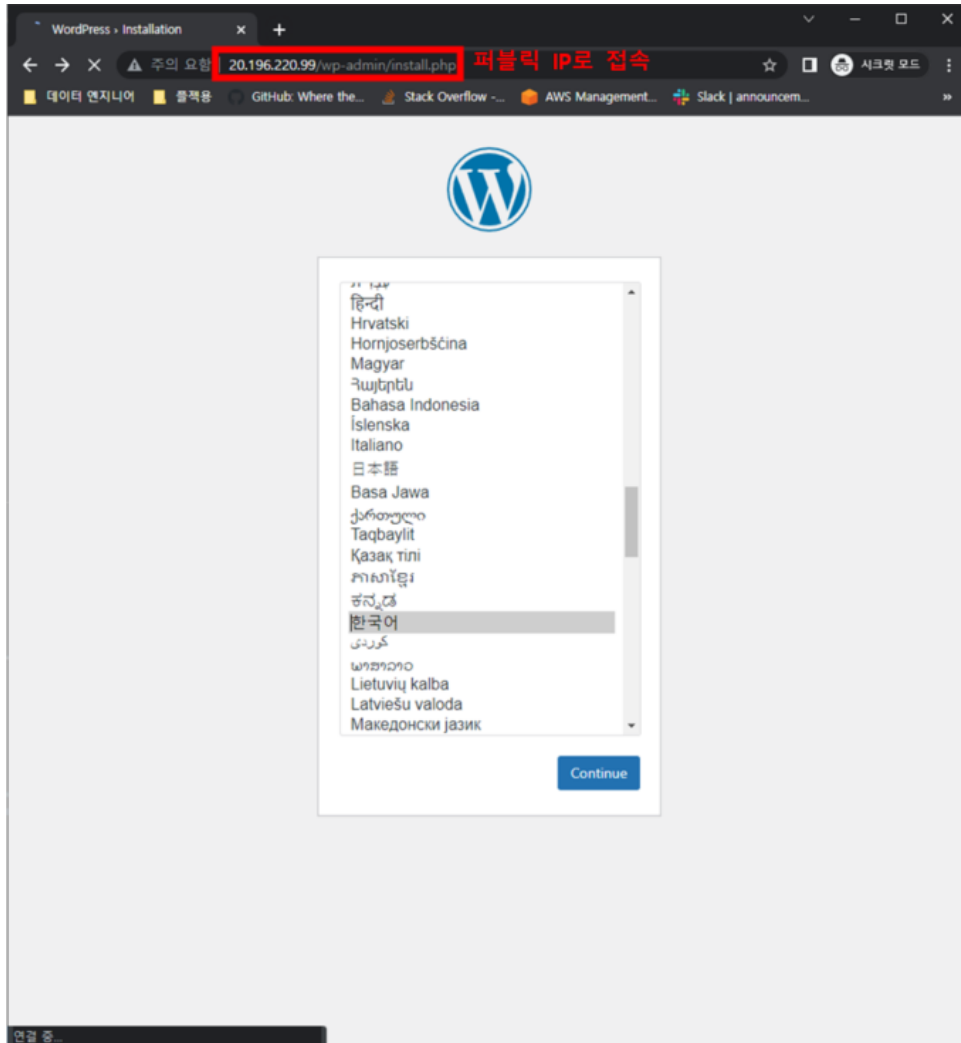 WordPress › Installation
주의 요함 20.196.220.99/wp-admin/install.php 퍼블릭 IP로 접속 시크릿 모드
데이터 엔지니어 플젝용 GitHub: Where the... Stack Overflow -... AWS Management... Slack | announcem... »
हिन्दी
Hrvatski
Hornjoserbšćina
Magyar
Հայերեն
Bahasa Indonesia
Íslenska
Italiano
日本語
Basa Jawa
ქართული
Taqbaylit
Қазақ тілі
ភាសាខ្មែរ
ಕನ್ನಡ
한국어
كوردی
ພາສາລາວ
Lietuvių kalba
Latviešu valoda
Македонски јазик
Continue
연결 중...